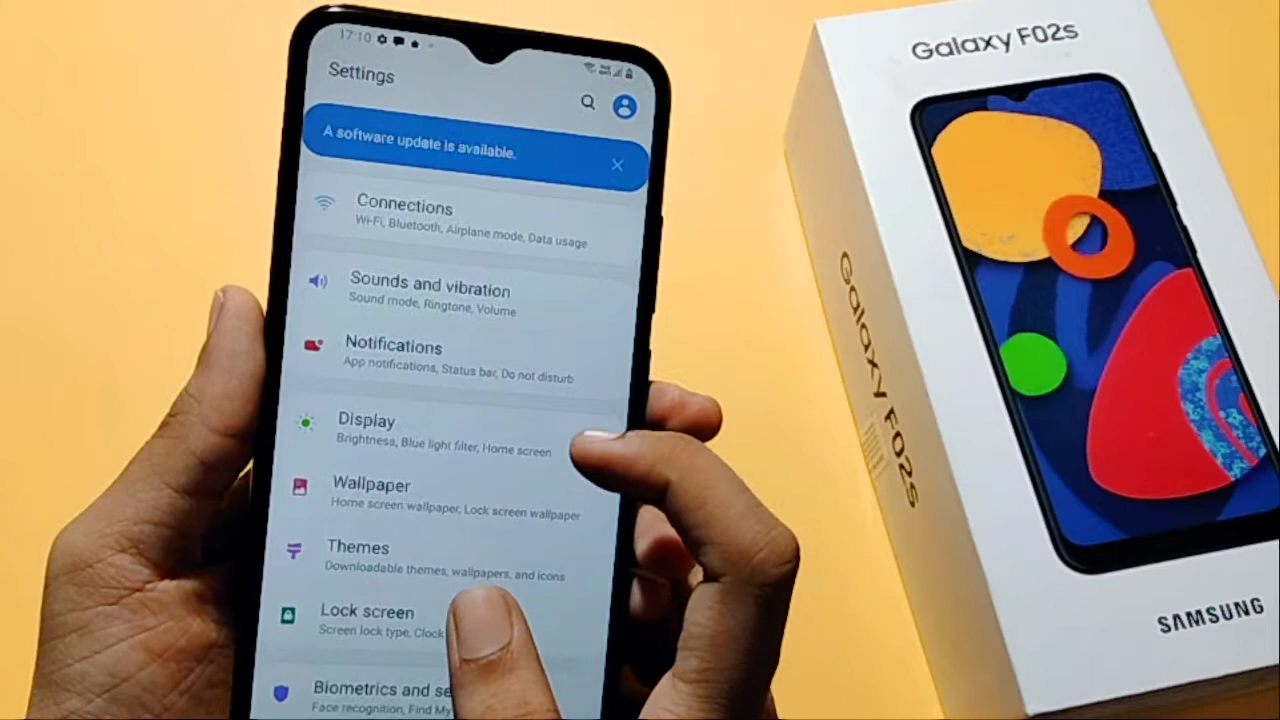 17:10
Settings
A software update is available.
Connections
Wi-Fi, Bluetooth, Airplane mode, Data usage
Sounds and vibration
Sound mode, Ringtone, Volume
Notifications
App notifications, Status bar, Do not disturb
Display
Brightness, Blue light filter, Home screen
Wallpaper
Home screen wallpaper, Lock screen wallpaper
Themes
Downloadable themes, wallpapers, and icons
Lock screen
Screen lock type, Clock
Biometrics and se
Face recognition, Find My
Galaxy F02s
Galaxy F02s
SAMSUNG